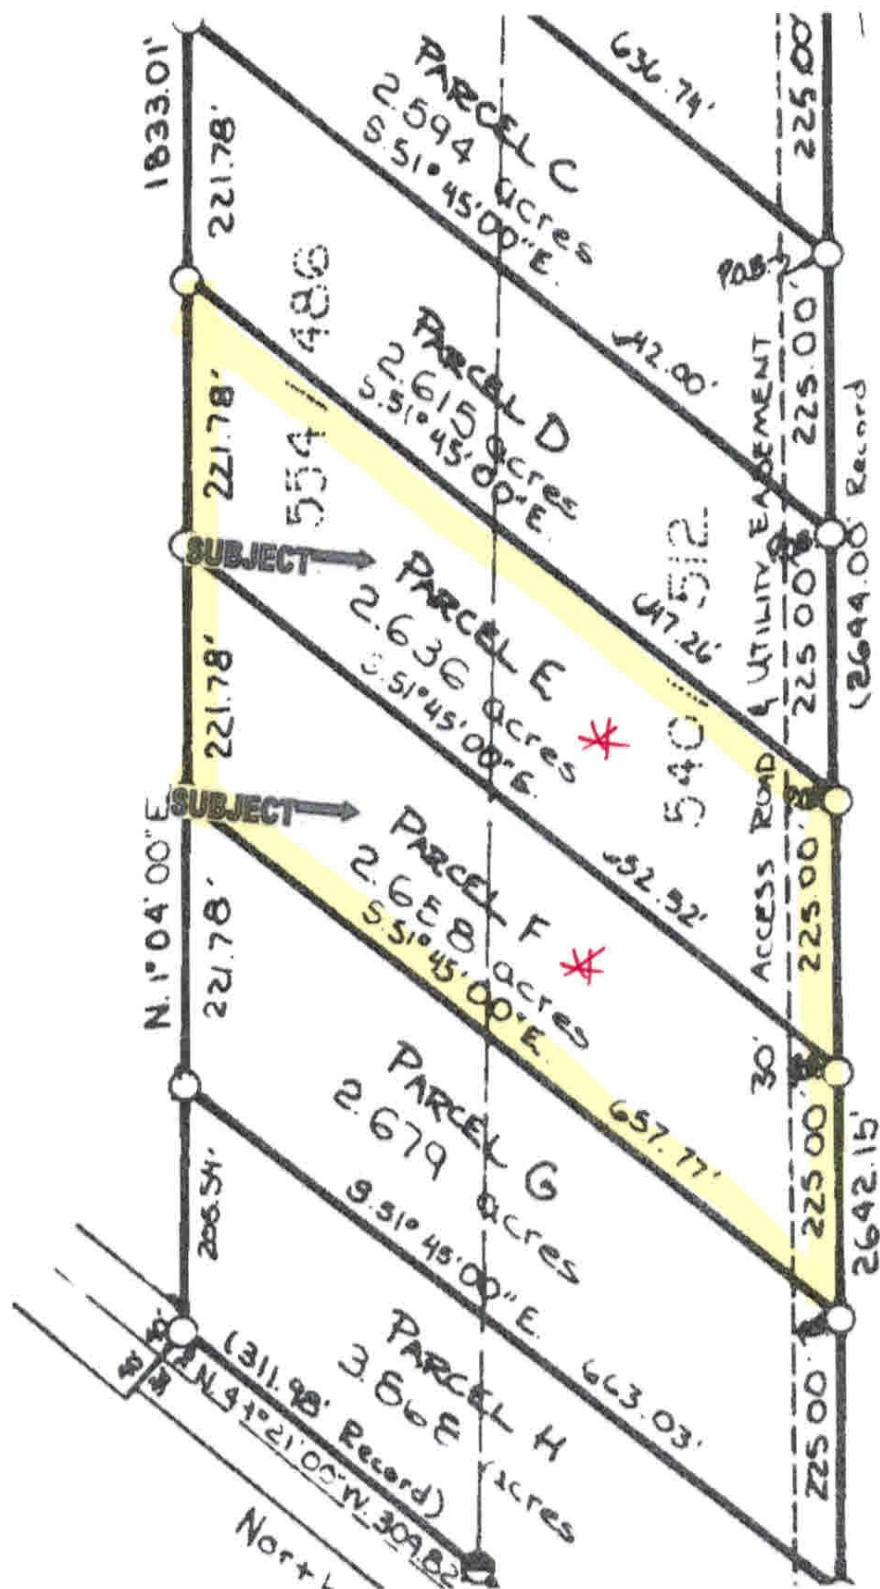 1833.01'
221.78'
PARCEL C
2.594 acres
S.51°45'00"E.
636.74'
225.00'
P.O.B.
486
554
221.78'
PARCEL D
2.615 acres
S.51°45'00"E.
642.00'
225.00'
(2644.00' Record
SUBJECT
PARCEL E
2.636 acres
S.51°45'00"E.
647.26'
512
540
225.00'
ACCESS ROAD & UTILITY EASEMENT
30'
221.78'
N.1°04'00"E.
SUBJECT
PARCEL F
2.658 acres
S.51°45'00"E.
652.52'
225.00'
221.78'
PARCEL G
2.679 acres
S.51°45'00"E.
657.77'
225.00'
2642.15'
206.54'
PARCEL H
3.868 acres
663.03'
225.00'
(311.98' Record)
309.82